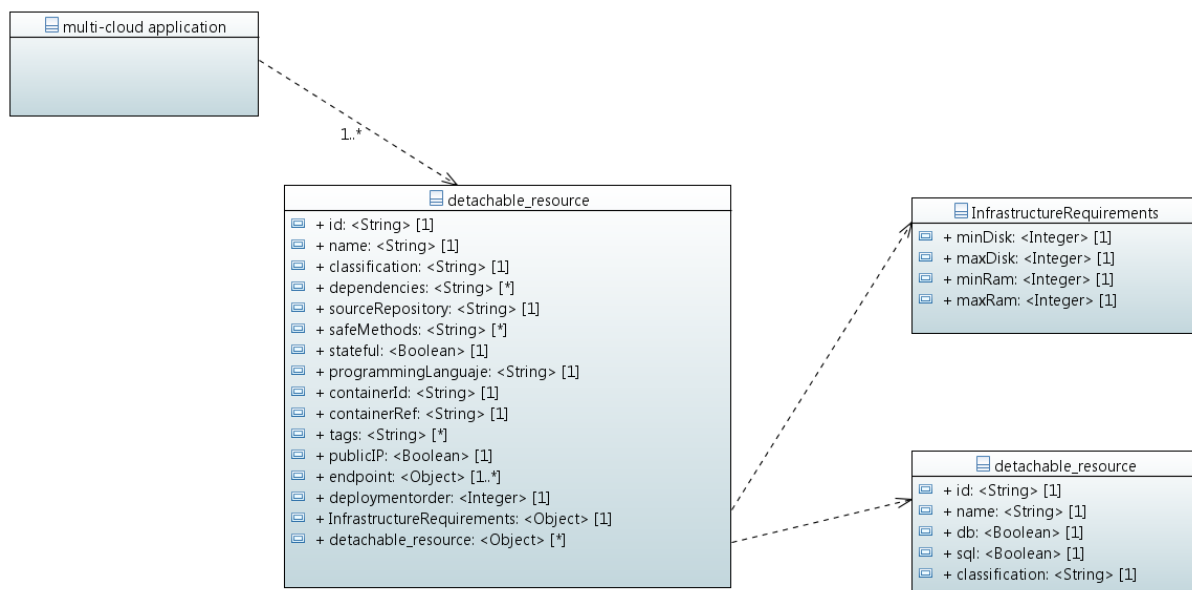 multi-cloud application
1..*
detachable_resource
+ id: <String> [1]
+ name: <String> [1]
+ classification: <String> [1]
+ dependencies: <String> [*]
+ sourceRepository: <String> [1]
+ safeMethods: <String> [*]
+ stateful: <Boolean> [1]
+ programmingLanguaje: <String> [1]
+ containerId: <String> [1]
+ containerRef: <String> [1]
+ tags: <String> [*]
+ publicIP: <Boolean> [1]
+ endpoint: <Object> [1..*]
+ deploymentorder: <Integer> [1]
+ InfrastructureRequirements: <Object> [1]
+ detachable_resource: <Object> [*]
InfrastructureRequirements
+ minDisk: <Integer> [1]
+ maxDisk: <Integer> [1]
+ minRam: <Integer> [1]
+ maxRam: <Integer> [1]
detachable_resource
+ id: <String> [1]
+ name: <String> [1]
+ db: <Boolean> [1]
+ sql: <Boolean> [1]
+ classification: <String> [1]